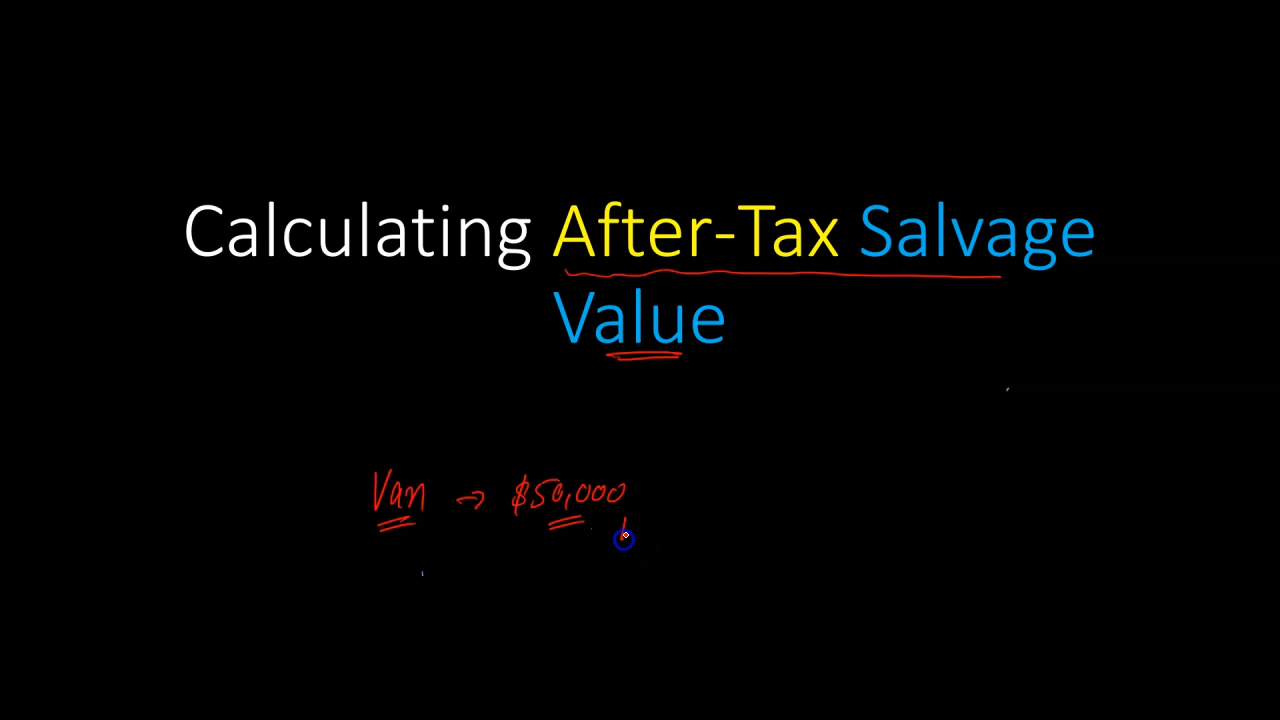 Calculating After-Tax Salvage
Value
Van → $50,000